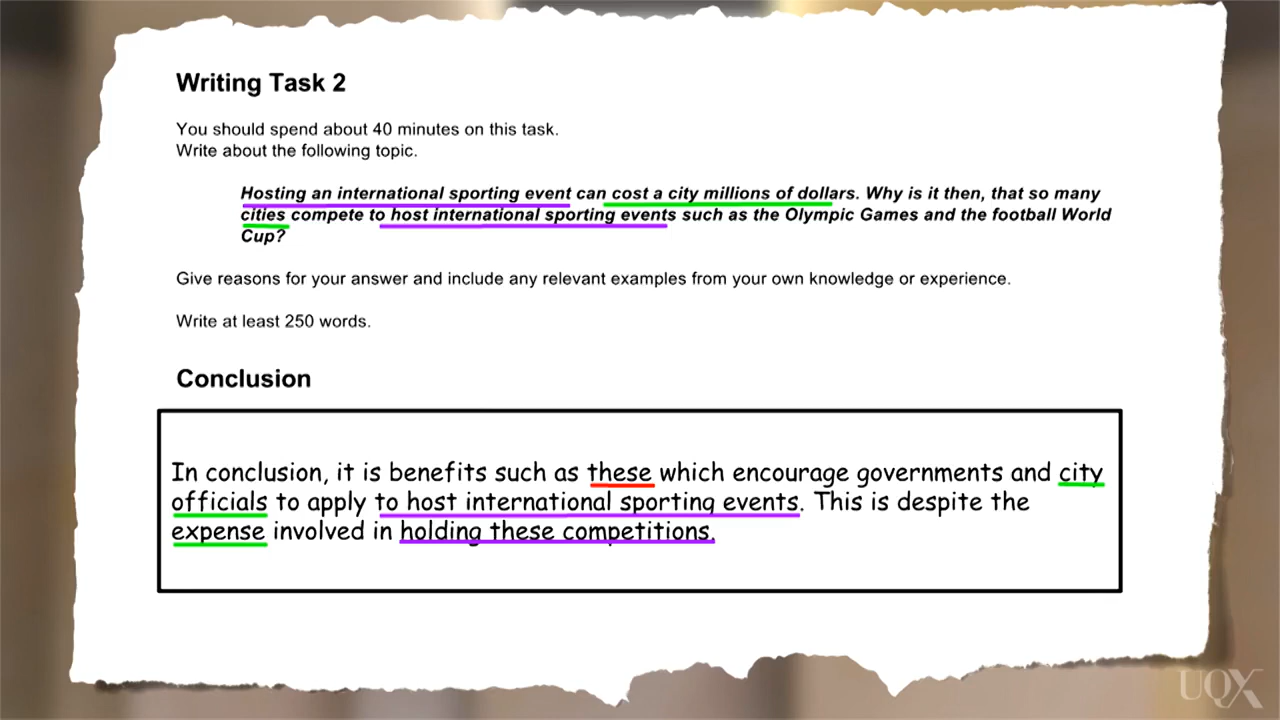 Writing Task 2
You should spend about 40 minutes on this task.
Write about the following topic.
Hosting an international sporting event can cost a city millions of dollars. Why is it then, that so many
cities compete to host international sporting events such as the Olympic Games and the football World
Cup?
Give reasons for your answer and include any relevant examples from your own knowledge or experience.
Write at least 250 words.
Conclusion
In conclusion, it is benefits such as these which encourage governments and city
officials to apply to host international sporting events. This is despite the
expense involved in holding these competitions.
UQX